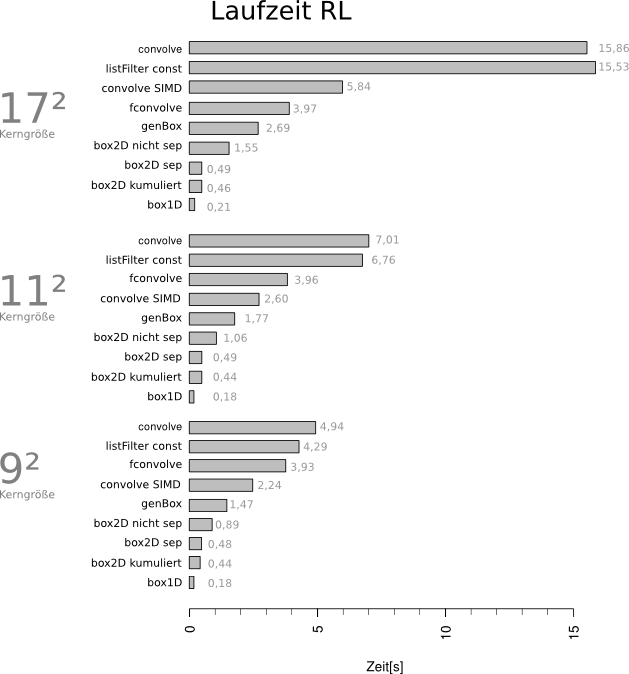 Laufzeit RL
17²
Kerngröße
convolve 15,86
listFilter const 15,53
convolve SIMD 5,84
fconvolve 3,97
genBox 2,69
box2D nicht sep 1,55
box2D sep 0,49
box2D kumuliert 0,46
box1D 0,21
11²
Kerngröße
convolve 7,01
listFilter const 6,76
fconvolve 3,96
convolve SIMD 2,60
genBox 1,77
box2D nicht sep 1,06
box2D sep 0,49
box2D kumuliert 0,44
box1D 0,18
9²
Kerngröße
convolve 4,94
listFilter const 4,29
fconvolve 3,93
convolve SIMD 2,24
genBox 1,47
box2D nicht sep 0,89
box2D sep 0,48
box2D kumuliert 0,44
box1D 0,18
0 5 10 15
Zeit[s]